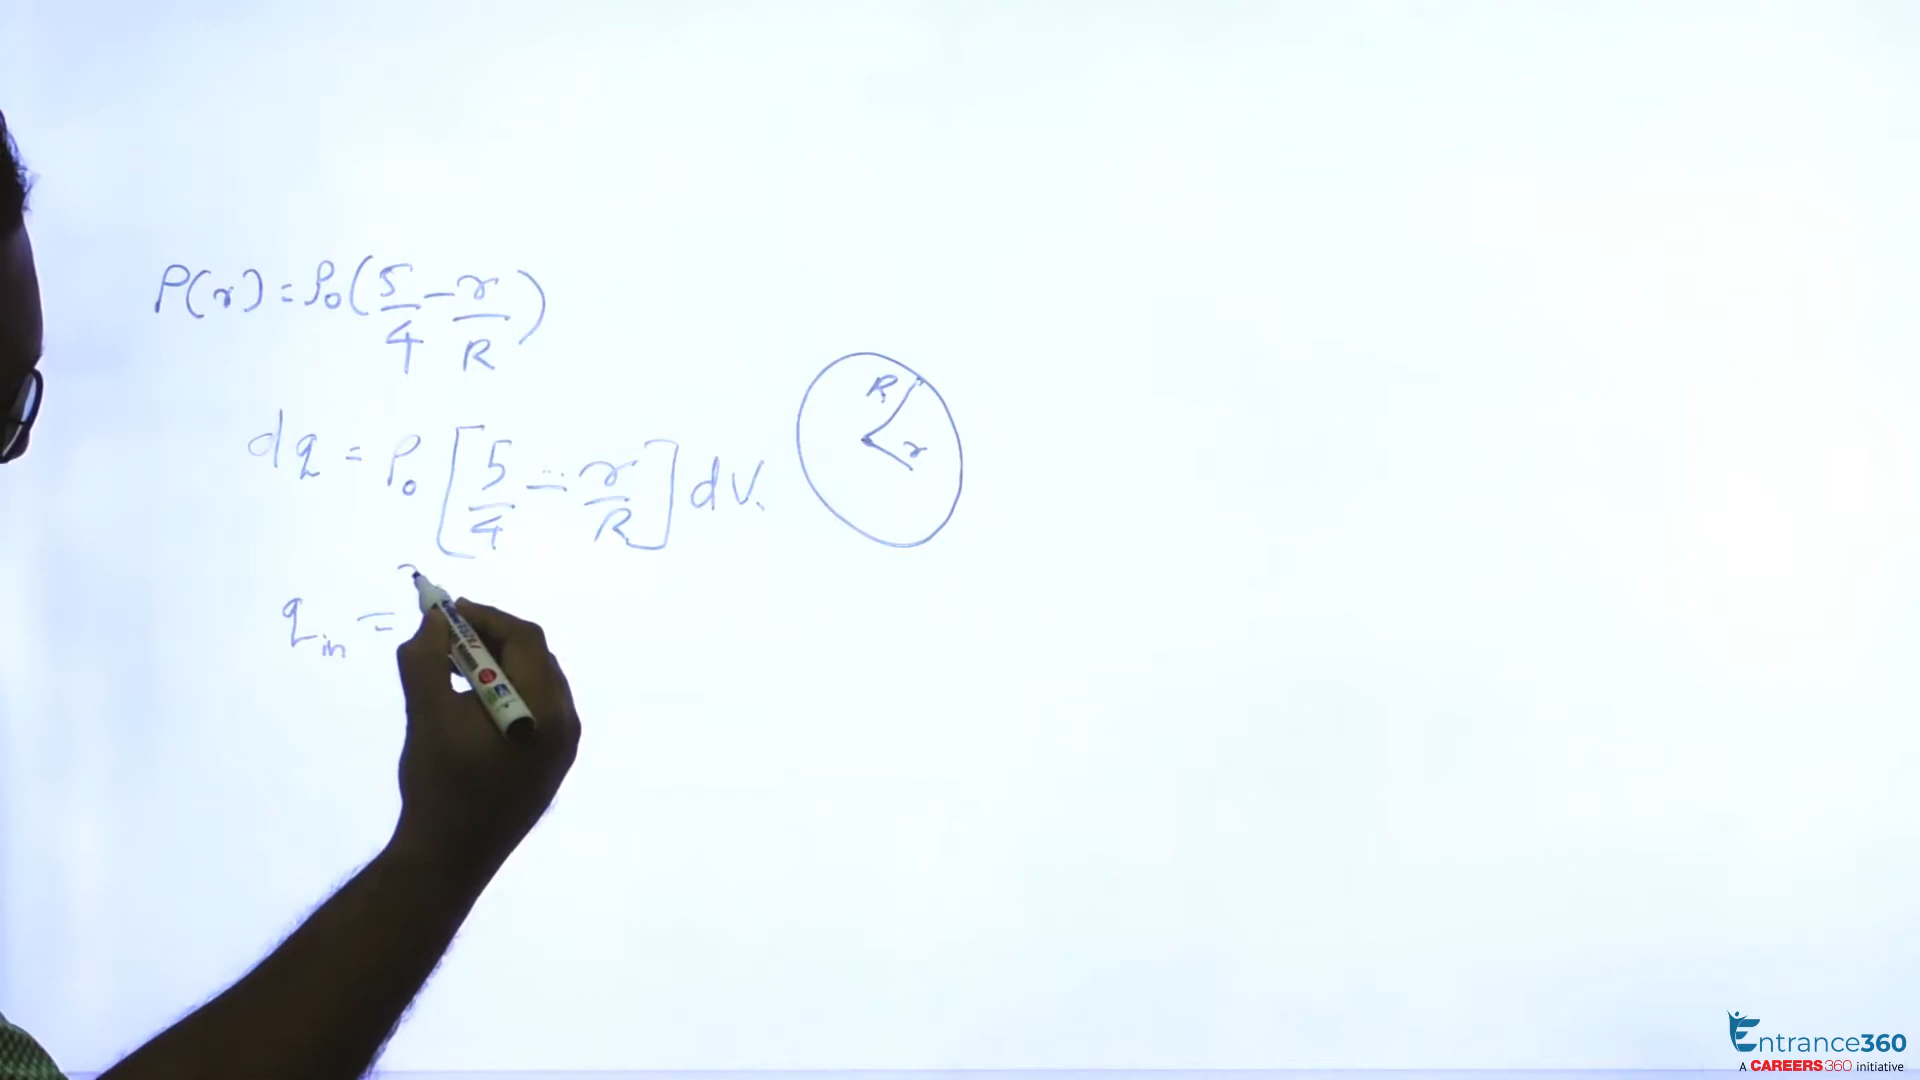 ρ(r) = ρ₀(5/4 - r/R)
dq = ρ₀[5/4 - r/R] dV.
q_in =
R
r
Entrance360
A CAREERS360 initiative